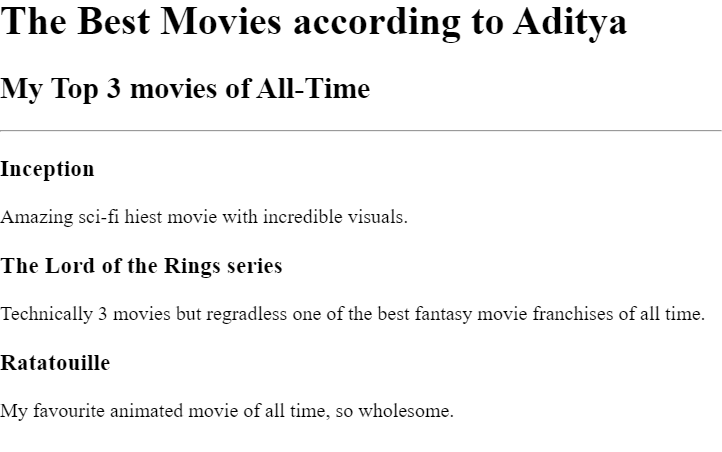 The Best Movies according to Aditya
My Top 3 movies of All-Time
Inception
Amazing sci-fi hiest movie with incredible visuals.
The Lord of the Rings series
Technically 3 movies but regradless one of the best fantasy movie franchises of all time.
Ratatouille
My favourite animated movie of all time, so wholesome.